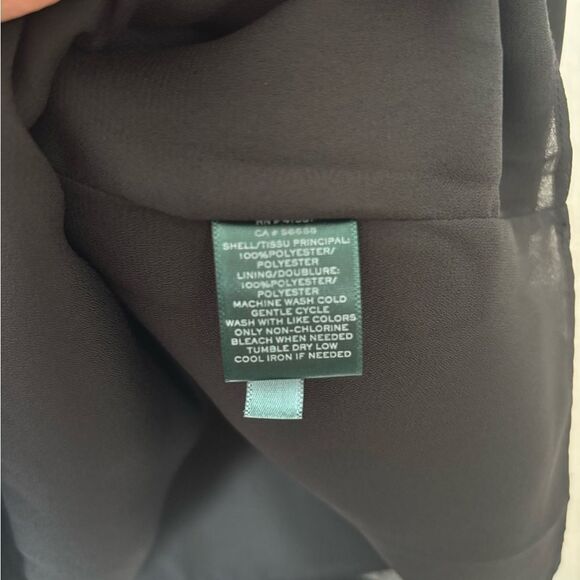 CA # 56688
SHELL/TISSU PRINCIPAL:
100%POLYESTER/
POLYESTER
LINING/DOUBLURE:
100%POLYESTER/
POLYESTER
MACHINE WASH COLD
GENTLE CYCLE
WASH WITH LIKE COLORS
ONLY NON-CHLORINE
BLEACH WHEN NEEDED
TUMBLE DRY LOW
COOL IRON IF NEEDED